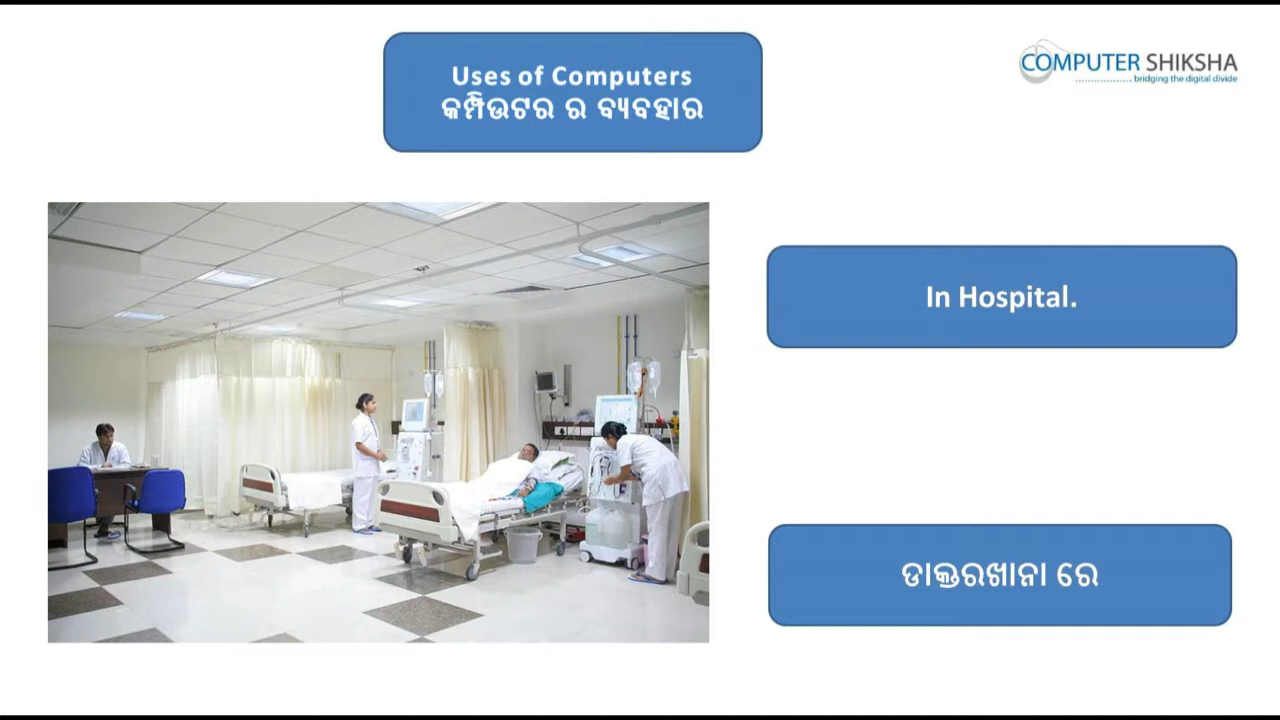 Uses of Computers
କମ୍ପିଉଟର ର ବ୍ୟବହାର
COMPUTER SHIKSHA
bridging the digital divide
In Hospital.
ଡାକ୍ତରଖାନା ରେ